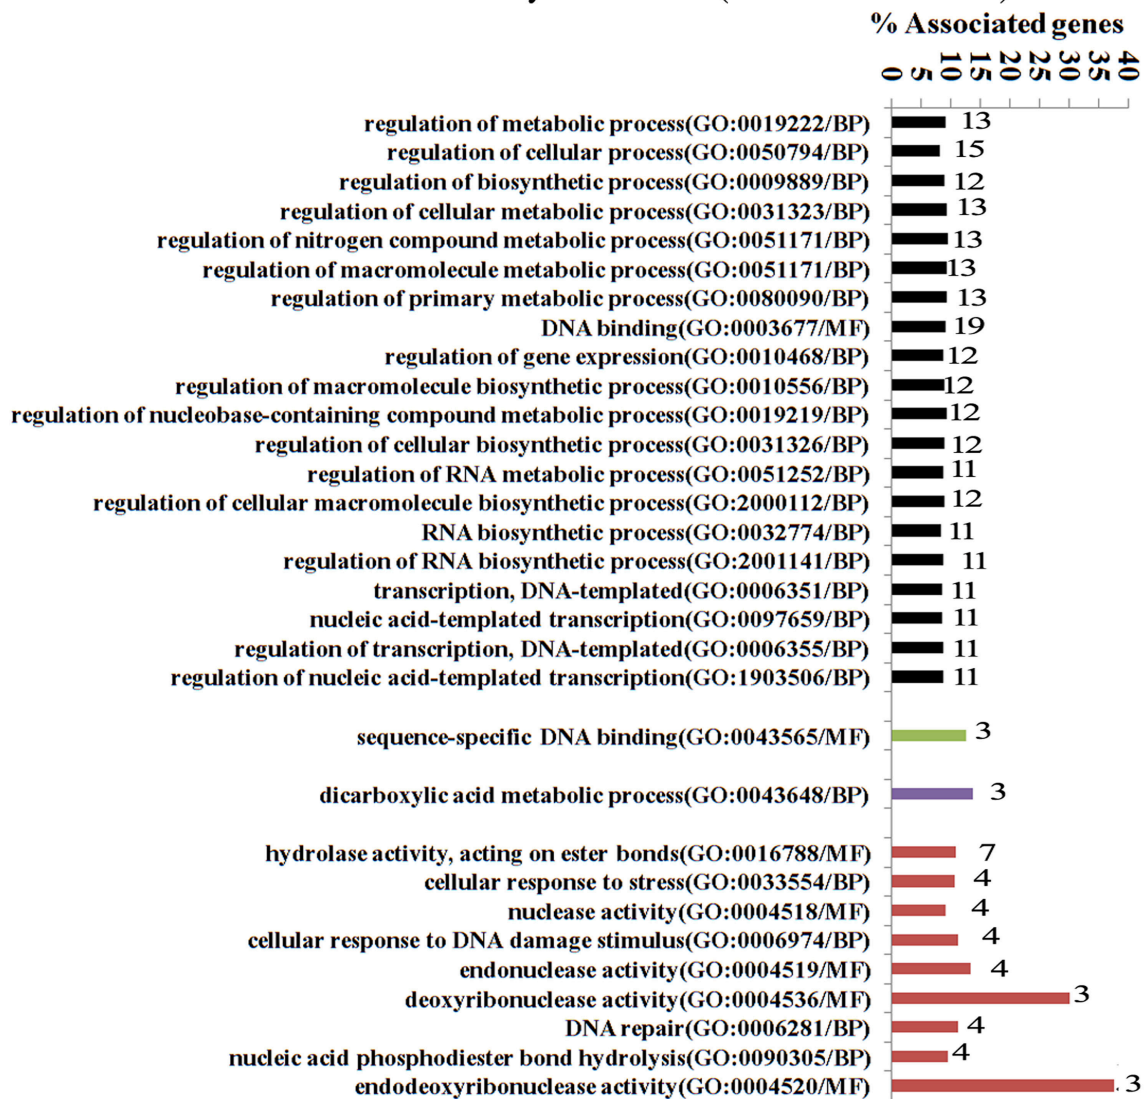 % Associated genes
0 5 10 15 20 25 30 35 40
regulation of metabolic process(GO:0019222/BP) 13
regulation of cellular process(GO:0050794/BP) 15
regulation of biosynthetic process(GO:0009889/BP) 12
regulation of cellular metabolic process(GO:0031323/BP) 13
regulation of nitrogen compound metabolic process(GO:0051171/BP) 13
regulation of macromolecule metabolic process(GO:0051171/BP) 13
regulation of primary metabolic process(GO:0080090/BP) 13
DNA binding(GO:0003677/MF) 19
regulation of gene expression(GO:0010468/BP) 12
regulation of macromolecule biosynthetic process(GO:0010556/BP) 12
regulation of nucleobase-containing compound metabolic process(GO:0019219/BP) 12
regulation of cellular biosynthetic process(GO:0031326/BP) 12
regulation of RNA metabolic process(GO:0051252/BP) 11
regulation of cellular macromolecule biosynthetic process(GO:2000112/BP) 12
RNA biosynthetic process(GO:0032774/BP) 11
regulation of RNA biosynthetic process(GO:2001141/BP) 11
transcription, DNA-templated(GO:0006351/BP) 11
nucleic acid-templated transcription(GO:0097659/BP) 11
regulation of transcription, DNA-templated(GO:0006355/BP) 11
regulation of nucleic acid-templated transcription(GO:1903506/BP) 11
sequence-specific DNA binding(GO:0043565/MF) 3
dicarboxylic acid metabolic process(GO:0043648/BP) 3
hydrolase activity, acting on ester bonds(GO:0016788/MF) 7
cellular response to stress(GO:0033554/BP) 4
nuclease activity(GO:0004518/MF) 4
cellular response to DNA damage stimulus(GO:0006974/BP) 4
endonuclease activity(GO:0004519/MF) 4
deoxyribonuclease activity(GO:0004536/MF) 3
DNA repair(GO:0006281/BP) 4
nucleic acid phosphodiester bond hydrolysis(GO:0090305/BP) 4
endodeoxyribonuclease activity(GO:0004520/MF) 3